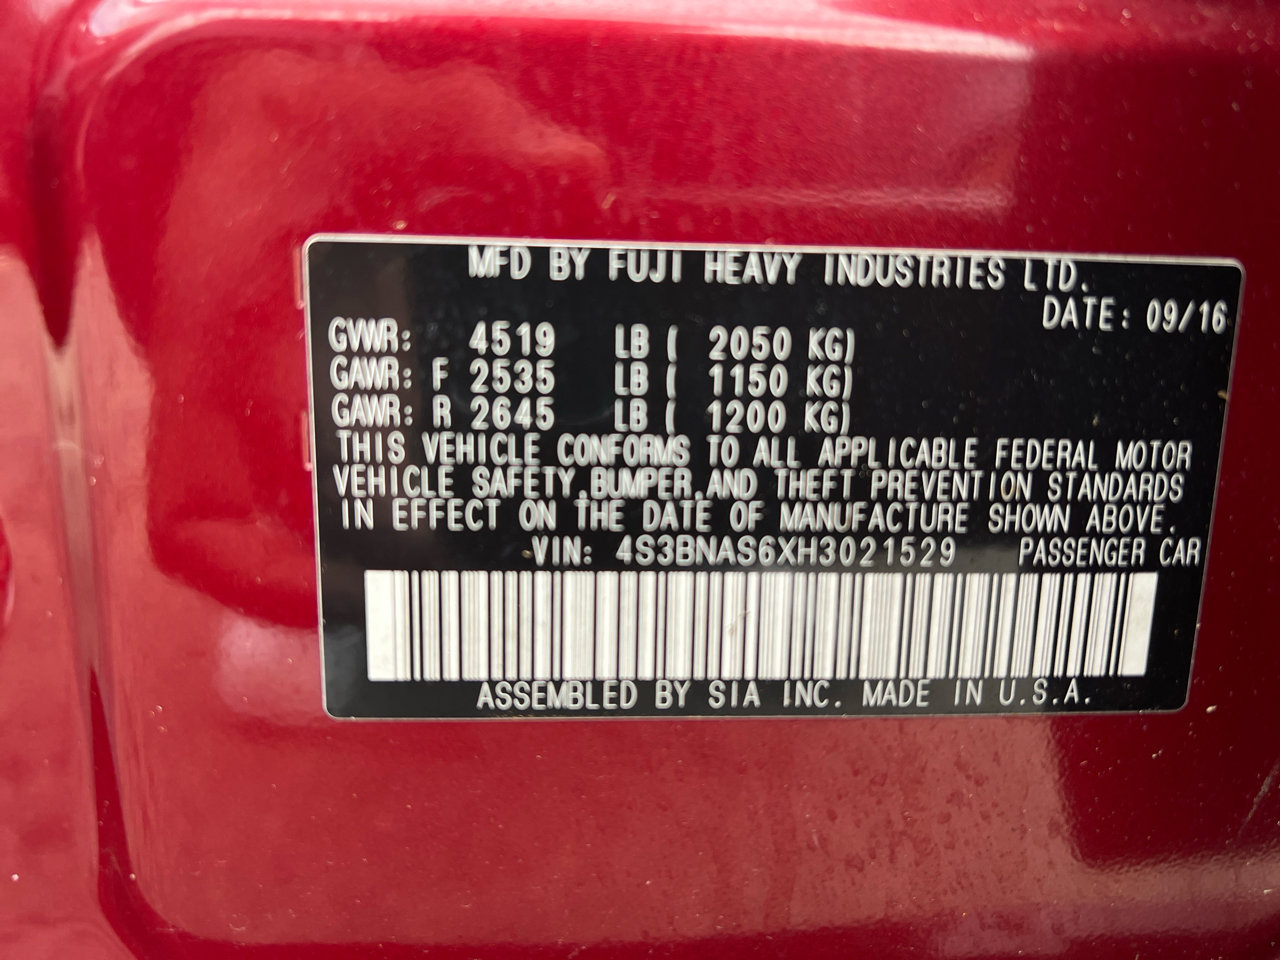 MFD BY FUJI HEAVY INDUSTRIES LTD.
DATE: 09/16
GVWR: 4519 LB ( 2050 KG)
GAWR: F 2535 LB ( 1150 KG)
GAWR: R 2645 LB ( 1200 KG)
THIS VEHICLE CONFORMS TO ALL APPLICABLE FEDERAL MOTOR
VEHICLE SAFETY,BUMPER,AND THEFT PREVENTION STANDARDS
IN EFFECT ON THE DATE OF MANUFACTURE SHOWN ABOVE.
VIN: 4S3BNAS6XH3021529 PASSENGER CAR
ASSEMBLED BY SIA INC. MADE IN U.S.A.